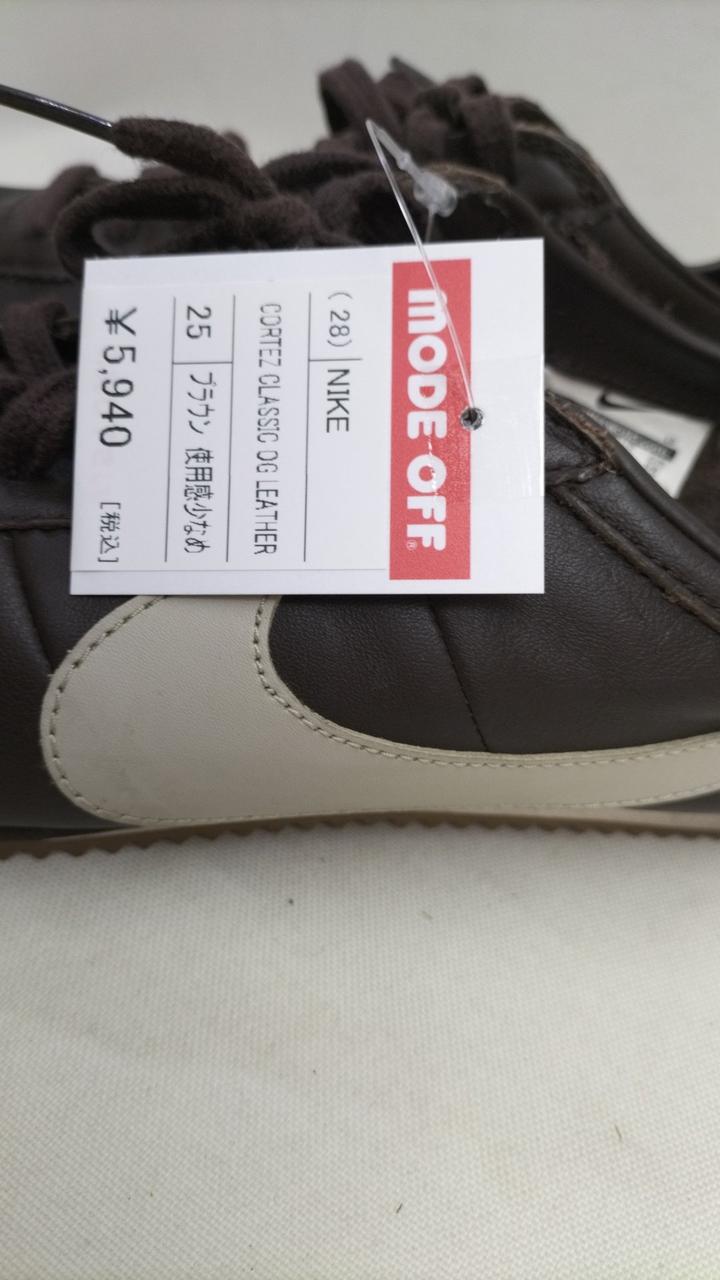 MODE OFF®
(28) NIKE
CORTEZ CLASSIC OG LEATHER
25 ブラウン 使用感少なめ
¥5,940 [税込]